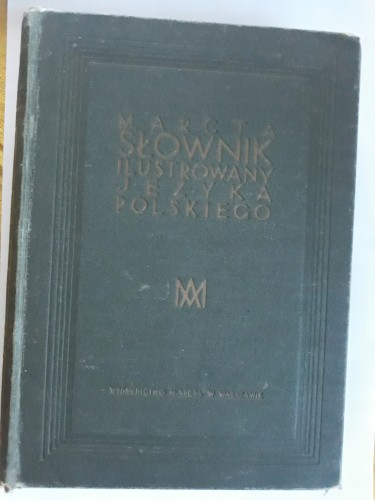 M. ARCTA
SŁOWNIK
ILUSTROWANY
JĘZYKA
POLSKIEGO
WYDAWNICTWO M. ARCTA W WARSZAWIE